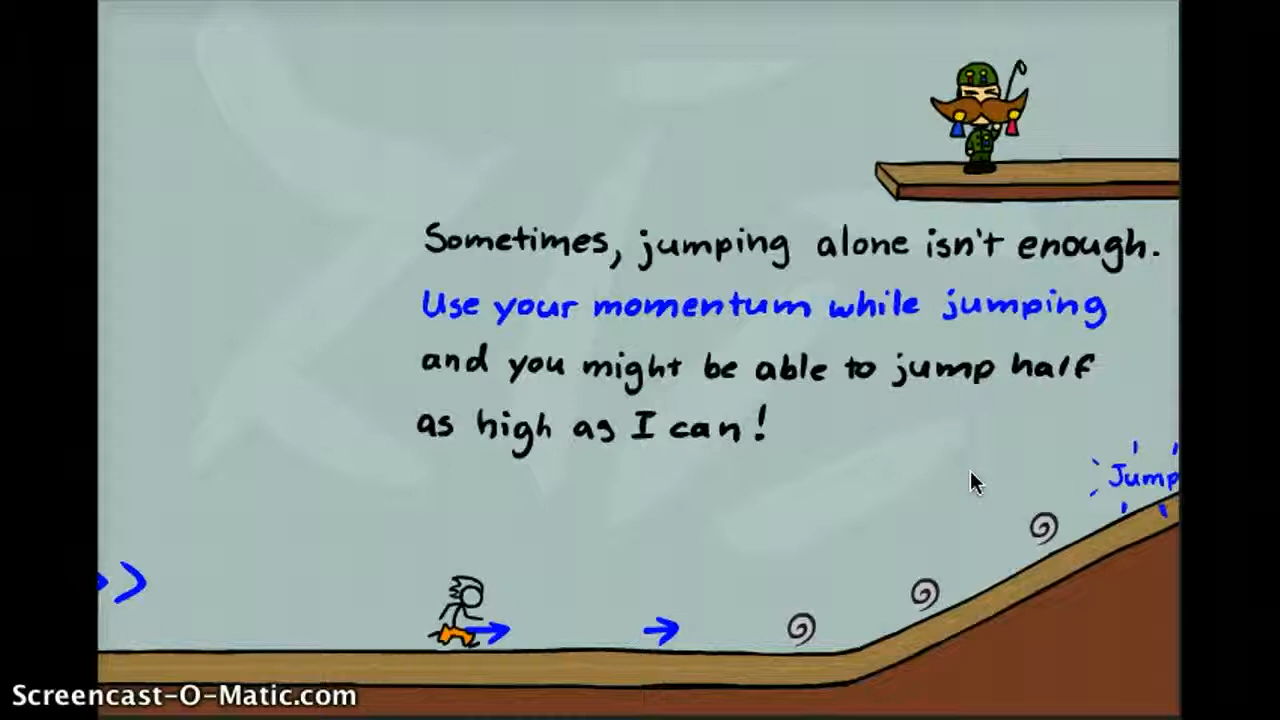 Sometimes, jumping alone isn't enough.
Use your momentum while jumping
and you might be able to jump half
as high as I can!
Jump
Screencast-O-Matic.com